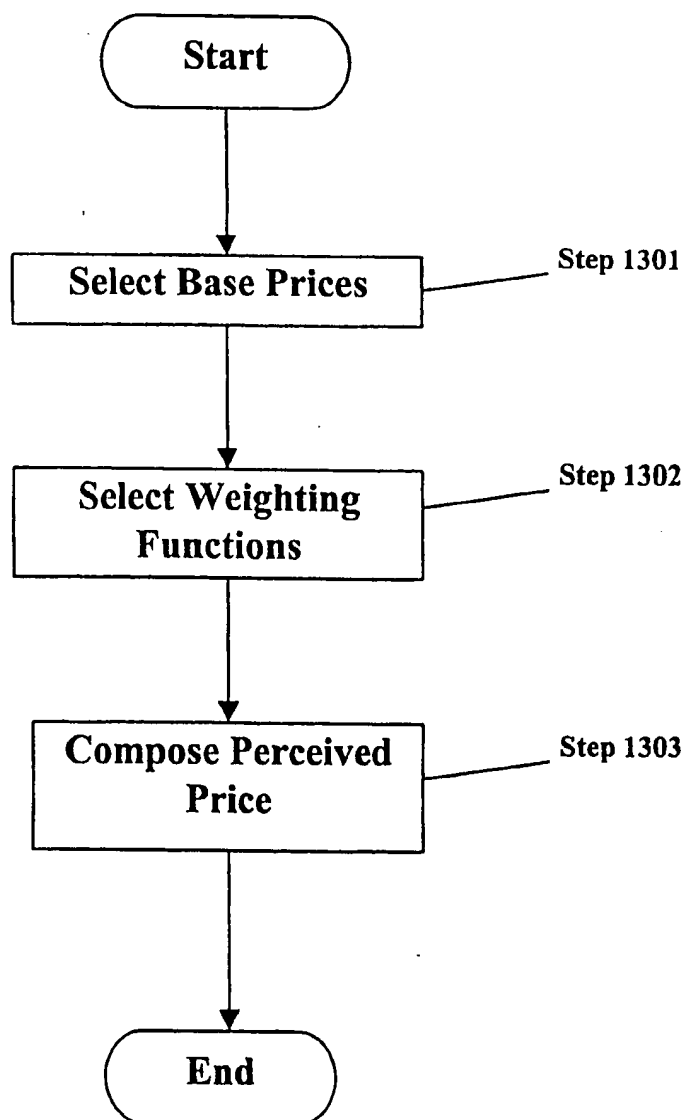 Start
Select Base Prices
Step 1301
Select Weighting
Functions
Step 1302
Compose Perceived
Price
Step 1303
End